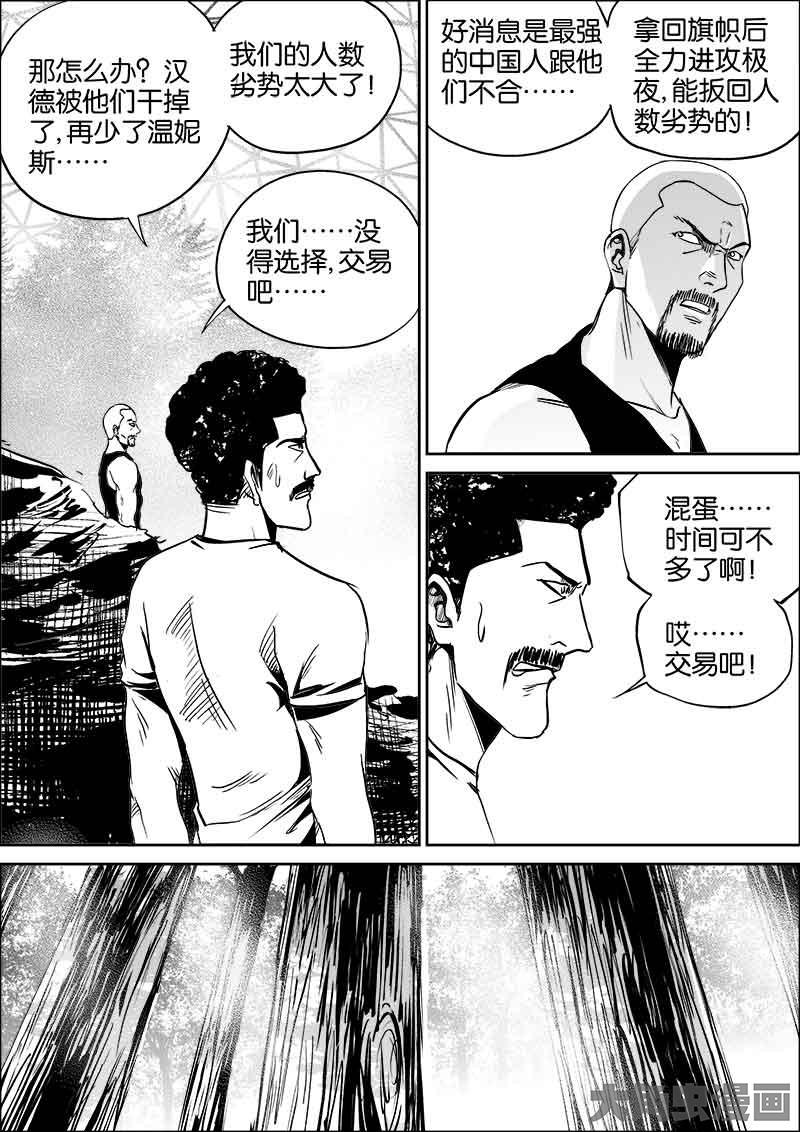 那怎么办？汉
德被他们干掉
了，再少了温妮
斯……
我们的人数
劣势太大了！
我们……没
得选择，交易
吧……
好消息是最强
的中国人跟他
们不合……
拿回旗帜后
全力进攻极
夜，能扳回人
数劣势的！
混蛋……
时间可不
多了啊！
哎……
交易吧！